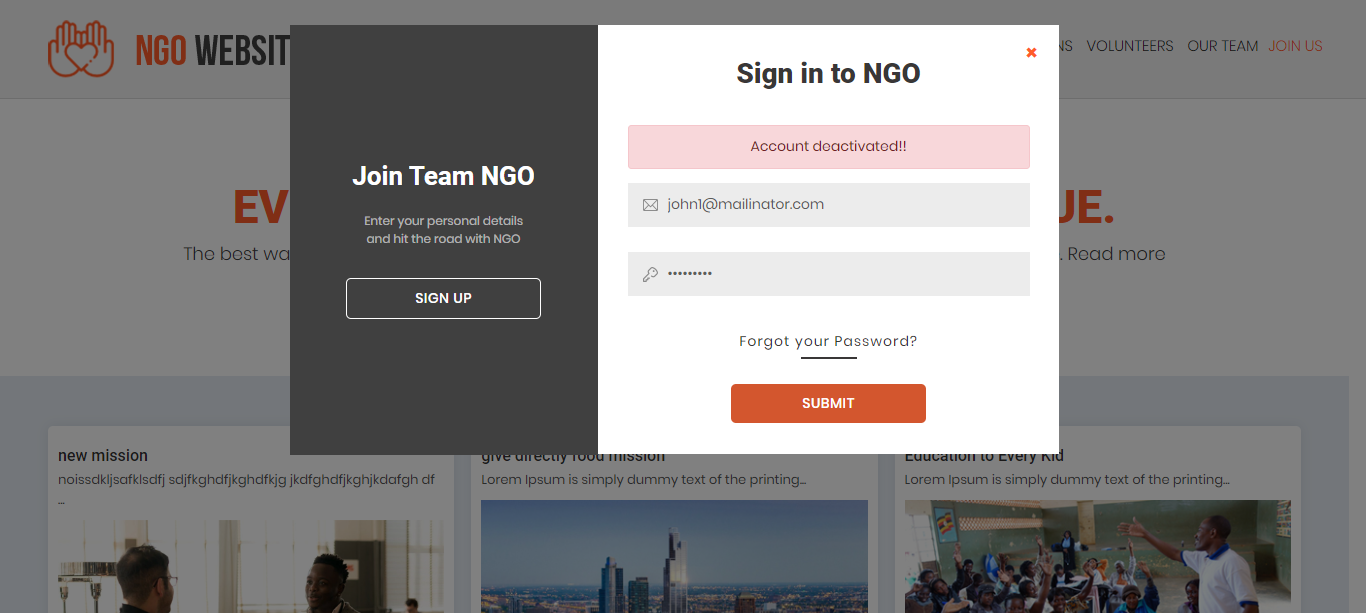 NGO WEBSIT
NS VOLUNTEERS OUR TEAM JOIN US
Sign in to NGO
Account deactivated!!
john1@mailinator.com
•••••••••
Forgot your Password?
SUBMIT
Join Team NGO
Enter your personal details
and hit the road with NGO
SIGN UP
EV UE.
The best wa . Read more
new mission
noissdkljsafklsdfj sdjfkghdfjkghdfkjg jkdfghdfjkghjkdafgh df
...
give directly food mission
Lorem Ipsum is simply dummy text of the printing...
Education to Every Kid
Lorem Ipsum is simply dummy text of the printing...